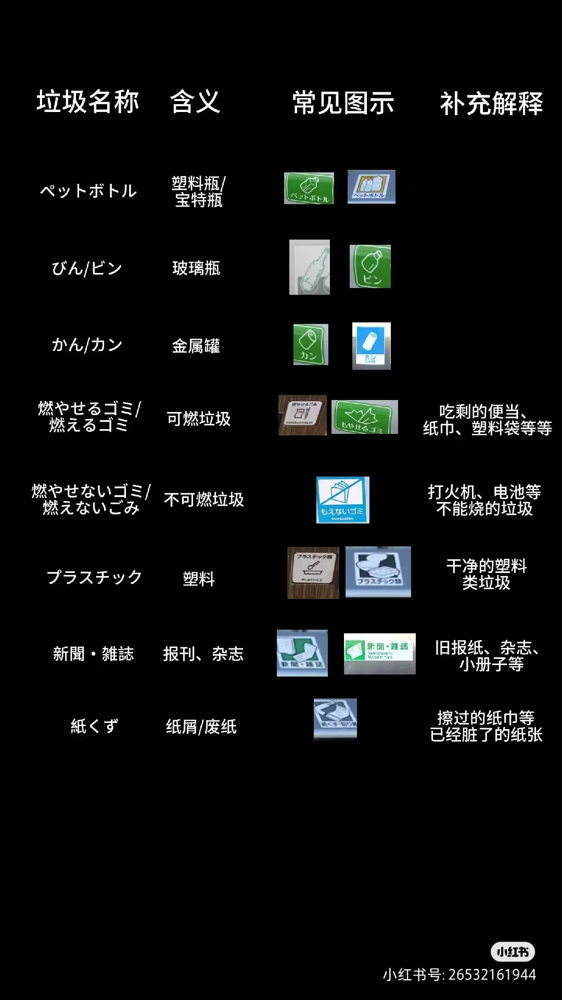 垃圾名称 含义 常见图示 补充解释
ペットボトル
塑料瓶/
宝特瓶
ペットボトル
ペットボトル
びん/ビン
玻璃瓶
ビン
かん/カン
金属罐
カン
カン
燃やせるゴミ/
燃えるゴミ
可燃垃圾
燃やせるごみ
COMBUSTIBLES
もやせるゴミ
吃剩的便当、
纸巾、塑料袋等等
燃やせないゴミ/
燃えないごみ
不可燃垃圾
もえないゴミ
Incombustibles
打火机、电池等
不能烧的垃圾
プラスチック
塑料
プラスチック類
PLASTICS
プラスチック類
干净的塑料
类垃圾
新聞・雑誌
报刊、杂志
新聞・雑誌
新聞・雑誌
Newspapers
Magazines
旧报纸、杂志、
小册子等
紙くず
纸屑/废纸
紙くず・割り箸
擦过的纸巾等
已经脏了的纸张
小红书
小红书号: 26532161944